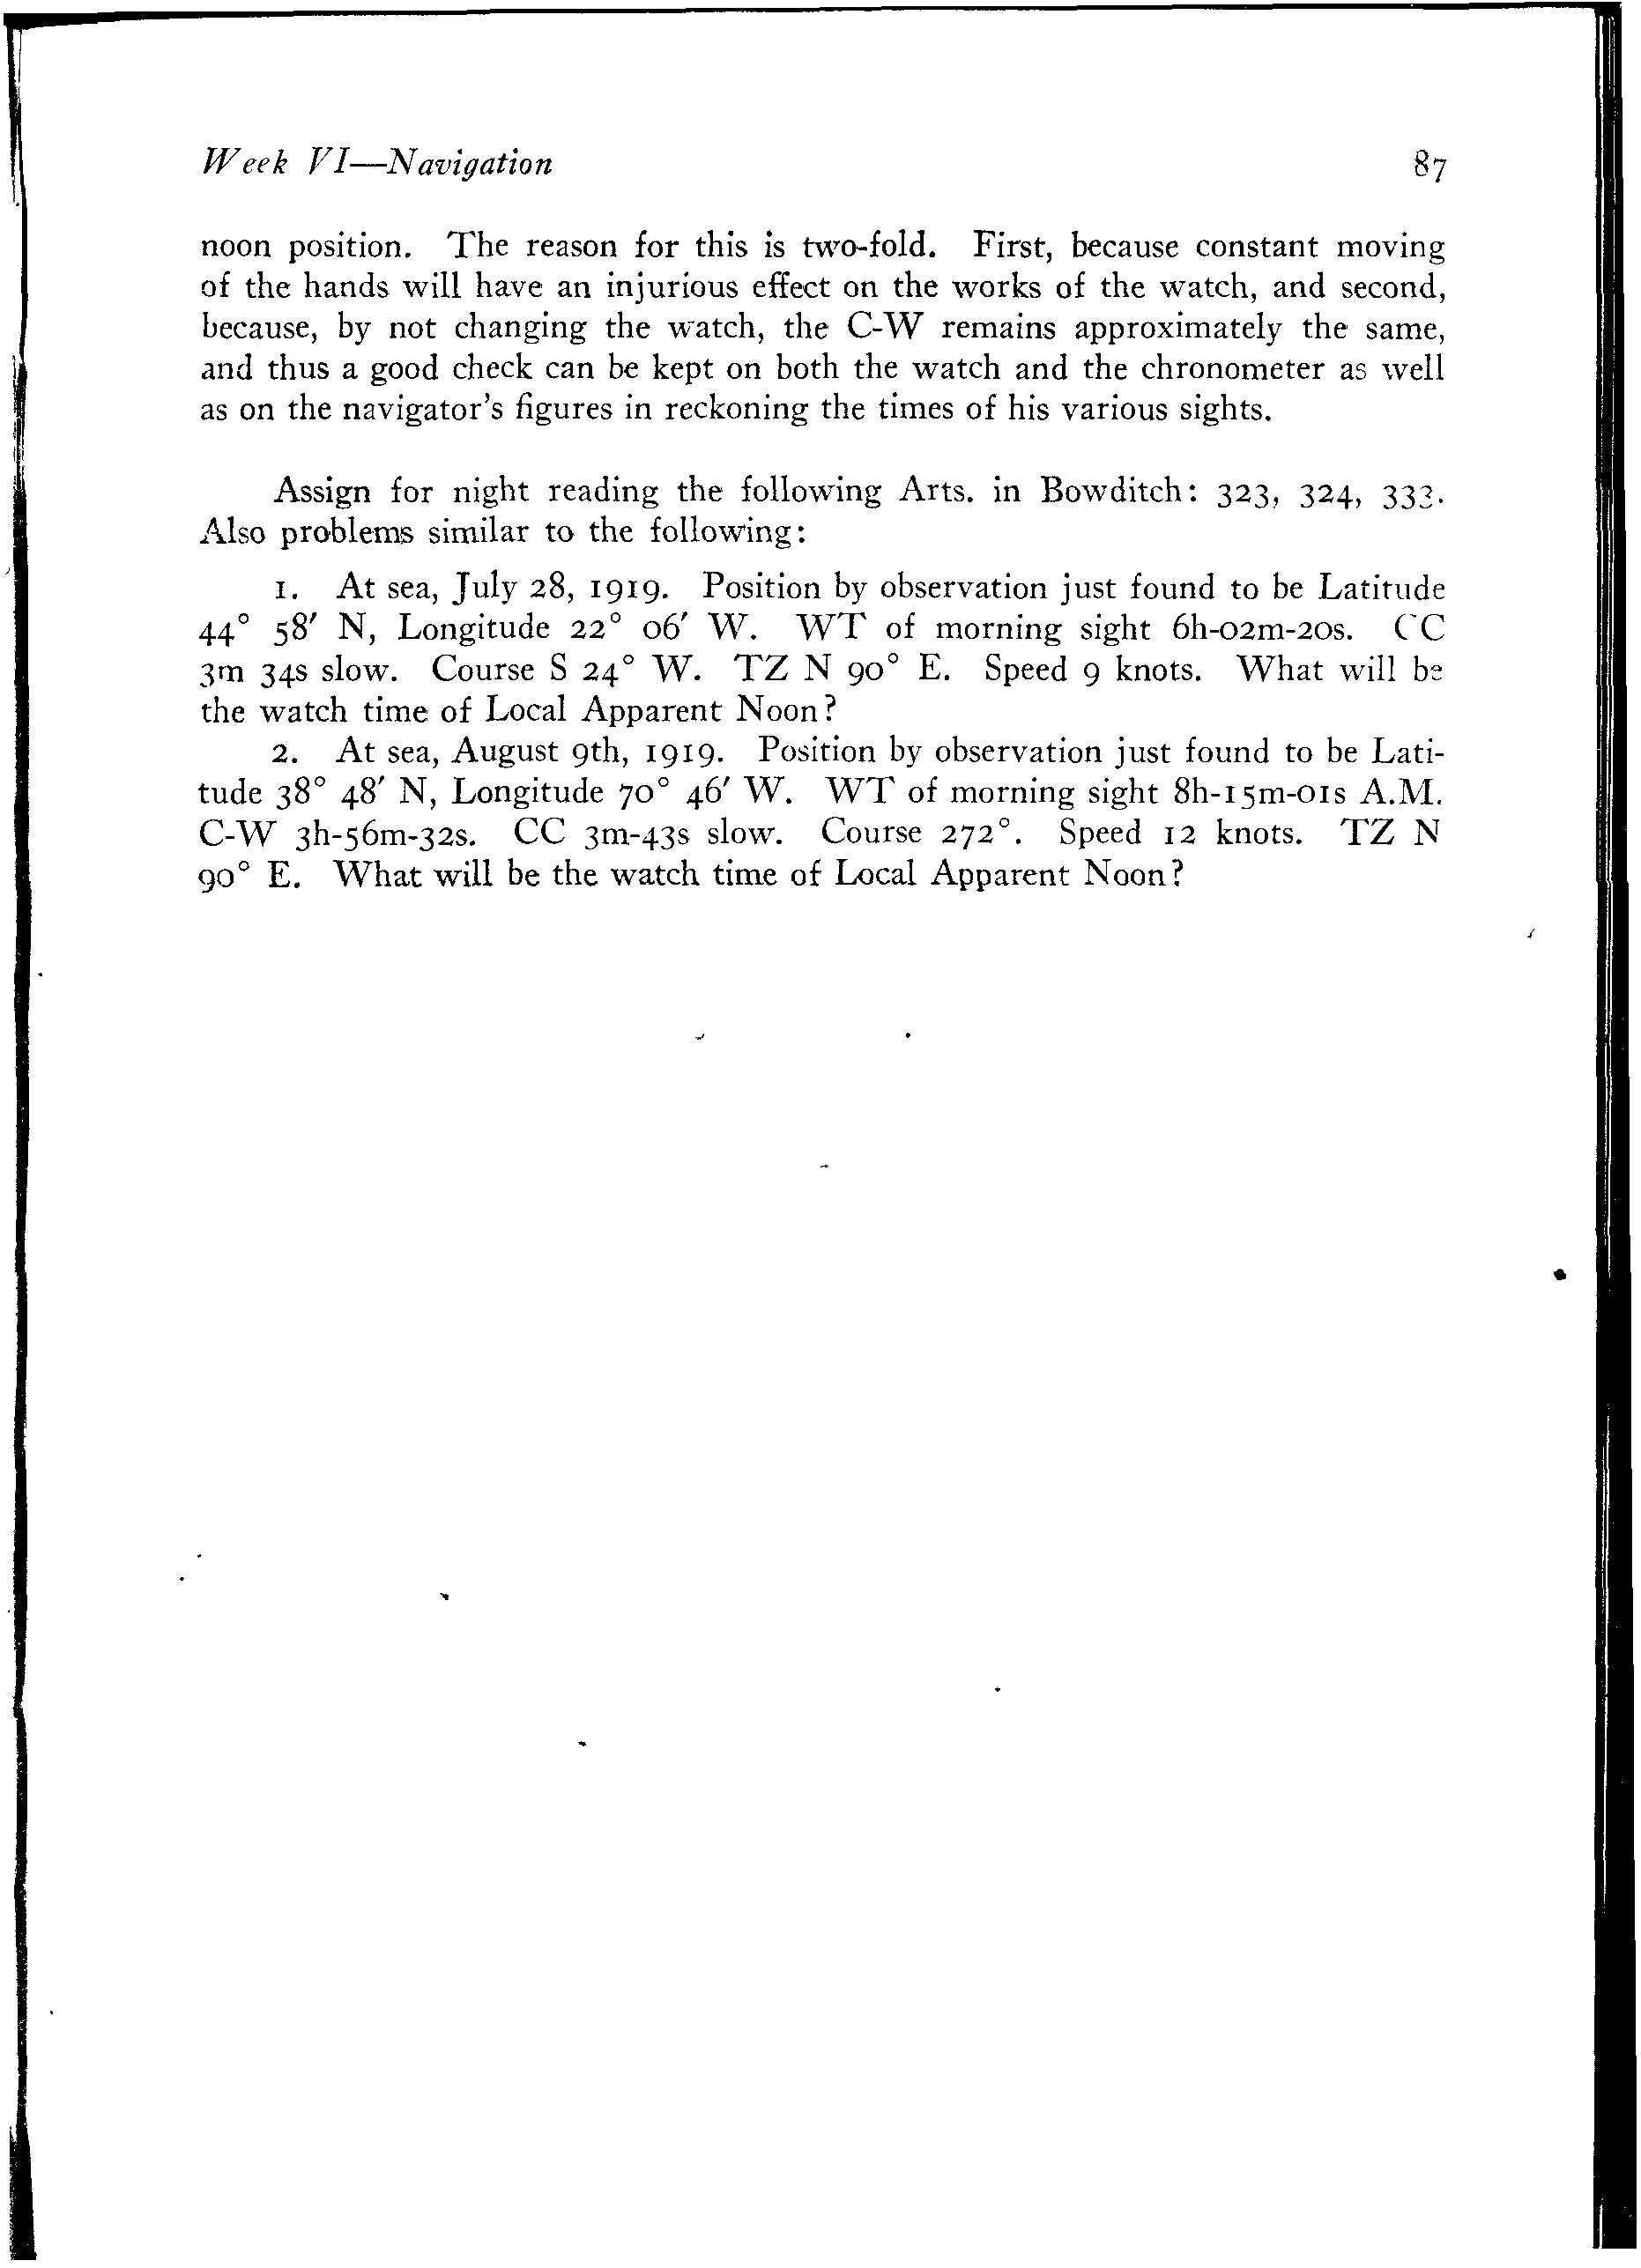 Week VI—Navigation 87
noon position. The reason for this is two-fold. First, because constant moving
of the hands will have an injurious effect on the works of the watch, and second,
because, by not changing the watch, the C-W remains approximately the same,
and thus a good check can be kept on both the watch and the chronometer as well
as on the navigator's figures in reckoning the times of his various sights.
Assign for night reading the following Arts. in Bowditch: 323, 324, 333.
Also problems similar to the following:
1. At sea, July 28, 1919. Position by observation just found to be Latitude
44° 58′ N, Longitude 22° 06′ W. WT of morning sight 6h-02m-20s. CC
3m 34s slow. Course S 24° W. TZ N 90° E. Speed 9 knots. What will be
the watch time of Local Apparent Noon?
2. At sea, August 9th, 1919. Position by observation just found to be Lati-
tude 38° 48′ N, Longitude 70° 46′ W. WT of morning sight 8h-15m-01s A.M.
C-W 3h-56m-32s. CC 3m-43s slow. Course 272°. Speed 12 knots. TZ N
90° E. What will be the watch time of Local Apparent Noon?